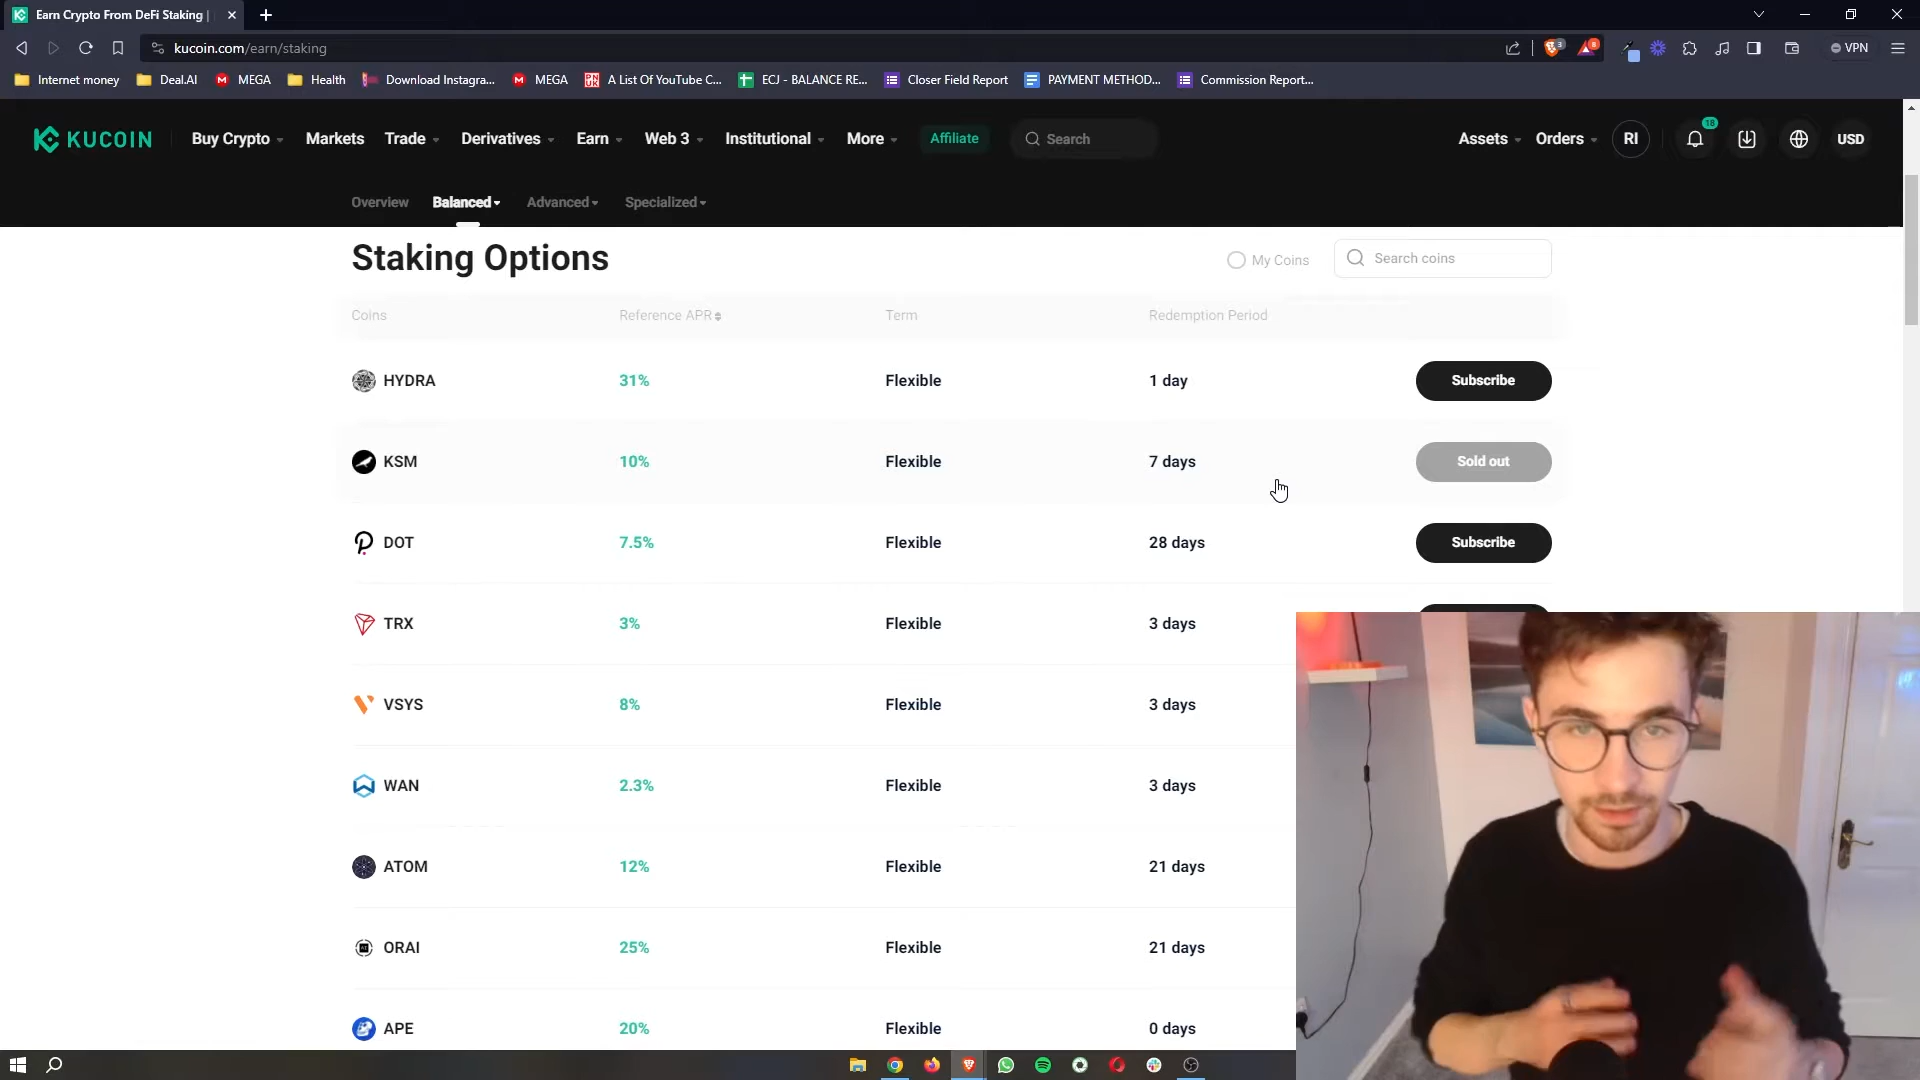 Earn Crypto From DeFi Staking |
kucoin.com/earn/staking
3
8
VPN
Internet money
Deal.AI
MEGA
Health
Download Instagra...
MEGA
A List Of YouTube C...
ECJ - BALANCE RE...
Closer Field Report
PAYMENT METHOD...
Commission Report...
KUCOIN
Buy Crypto
Markets
Trade
Derivatives
Earn
Web 3
Institutional
More
Affiliate
Search
Assets
Orders
RI
18
USD
Overview
Balanced
Advanced
Specialized
Staking Options
My Coins
Search coins
Coins Reference APR Term Redemption Period
HYDRA 31% Flexible 1 day Subscribe
KSM 10% Flexible 7 days Sold out
DOT 7.5% Flexible 28 days Subscribe
TRX 3% Flexible 3 days
VSYS 8% Flexible 3 days
WAN 2.3% Flexible 3 days
ATOM 12% Flexible 21 days
ORAI 25% Flexible 21 days
APE 20% Flexible 0 days